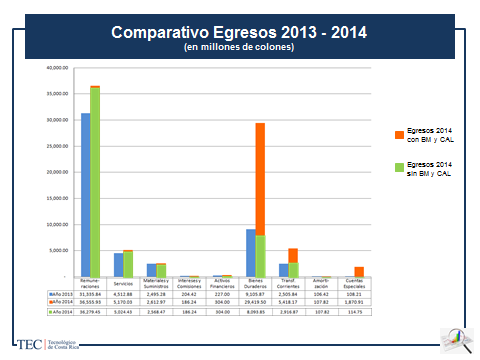 Comparativo Egresos 2013 - 2014
(en millones de colones)
40,000.00
35,000.00
30,000.00
25,000.00
20,000.00
15,000.00
10,000.00
5,000.00
-
Egresos 2014
con BM y CAL
Egresos 2014
sin BM y CAL
Remune-raciones Servicios Materiales y Suministros Intereses y Comisiones Activos Financieros Bienes Duraderos Transf. Corrientes Amorti-zación Cuentas Especiales
Año 2013 31,335.84 4,512.88 2,495.28 204.42 227.00 9,105.87 2,505.84 106.42 108.21
Año 2014 36,555.93 5,170.03 2,612.97 186.24 304.00 29,419.50 5,418.17 107.82 1,870.91
Año 2014 36,279.45 5,024.43 2,568.47 186.24 304.00 8,093.85 2,916.87 107.82 114.75
TEC Tecnológico
de Costa Rica